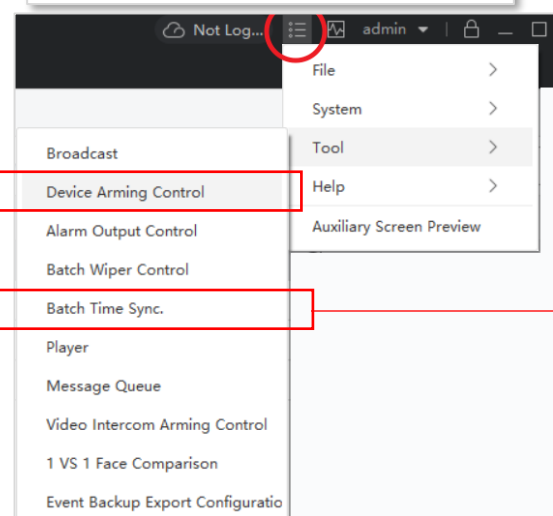 Not Log...
admin
File
System
Tool
Help
Auxiliary Screen Preview
Broadcast
Device Arming Control
Alarm Output Control
Batch Wiper Control
Batch Time Sync.
Player
Message Queue
Video Intercom Arming Control
1 VS 1 Face Comparison
Event Backup Export Configuratio